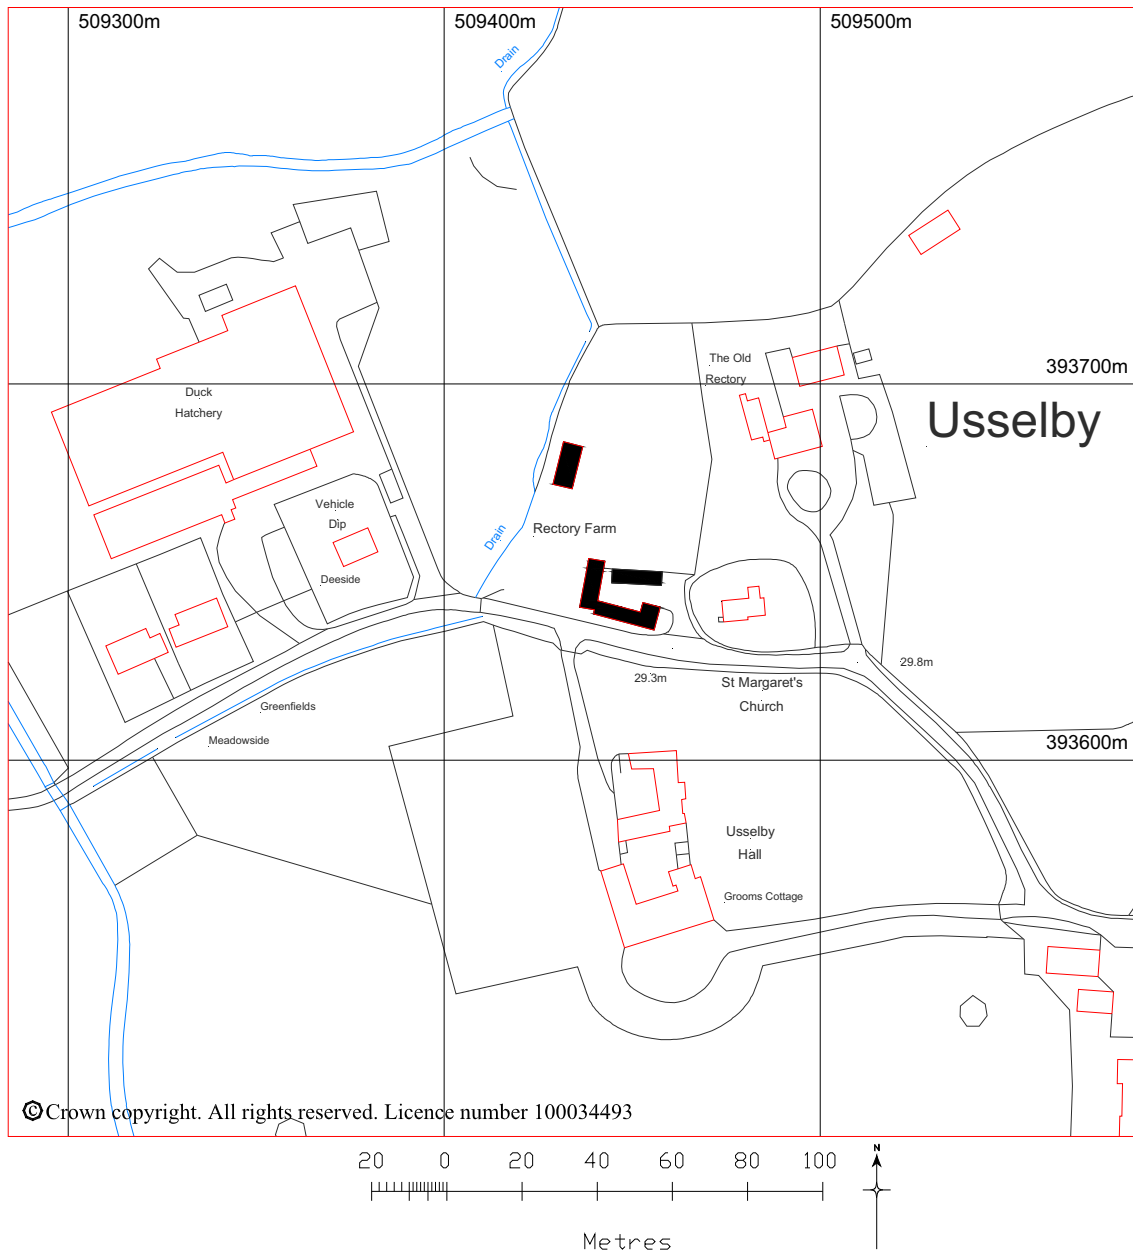 509300m
509400m
509500m
Drain
The Old
Rectory
393700m
Duck
Hatchery
Usselby
Vehicle
Dip
Drain
Rectory Farm
Deeside
29.8m
29.3m
St Margaret's
Church
Greenfields
Meadowside
393600m
Usselby
Hall
Grooms Cottage
©Crown copyright. All rights reserved. Licence number 100034493
20 0 20 40 60 80 100
N
Metres